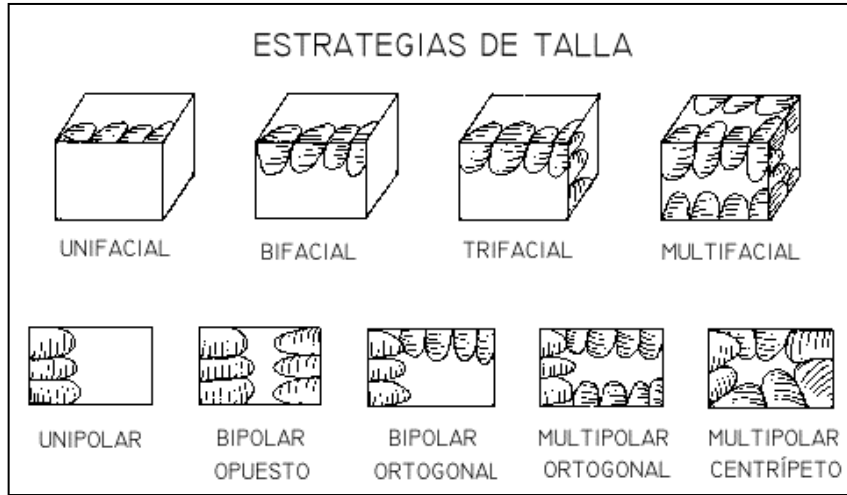 ESTRATEGIAS DE TALLA
UNIFACIAL
BIFACIAL
TRIFACIAL
MULTIFACIAL
UNIPOLAR
BIPOLAR
OPUESTO
BIPOLAR
ORTOGONAL
MULTIPOLAR
ORTOGONAL
MULTIPOLAR
CENTRÍPETO